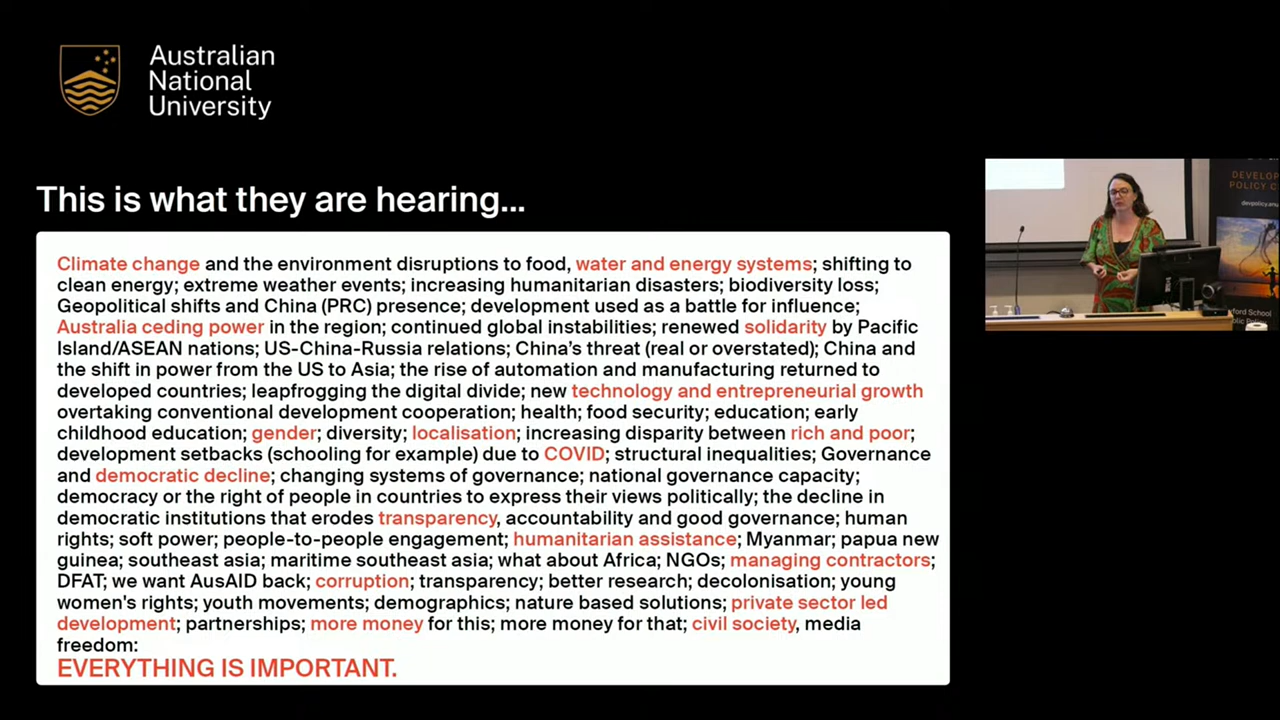 Australian
National
University
This is what they are hearing...
Climate change and the environment disruptions to food, water and energy systems; shifting to
clean energy; extreme weather events; increasing humanitarian disasters; biodiversity loss;
Geopolitical shifts and China (PRC) presence; development used as a battle for influence;
Australia ceding power in the region; continued global instabilities; renewed solidarity by Pacific
Island/ASEAN nations; US-China-Russia relations; China's threat (real or overstated); China and
the shift in power from the US to Asia; the rise of automation and manufacturing returned to
developed countries; leapfrogging the digital divide; new technology and entrepreneurial growth
overtaking conventional development cooperation; health; food security; education; early
childhood education; gender; diversity; localisation; increasing disparity between rich and poor;
development setbacks (schooling for example) due to COVID; structural inequalities; Governance
and democratic decline; changing systems of governance; national governance capacity;
democracy or the right of people in countries to express their views politically; the decline in
democratic institutions that erodes transparency, accountability and good governance; human
rights; soft power; people-to-people engagement; humanitarian assistance; Myanmar; papua new
guinea; southeast asia; maritime southeast asia; what about Africa; NGOs; managing contractors;
DFAT; we want AusAID back; corruption; transparency; better research; decolonisation; young
women's rights; youth movements; demographics; nature based solutions; private sector led
development; partnerships; more money for this; more money for that; civil society, media
freedom:
EVERYTHING IS IMPORTANT.
DEVELOP
POLICY C
devpolicy.anu